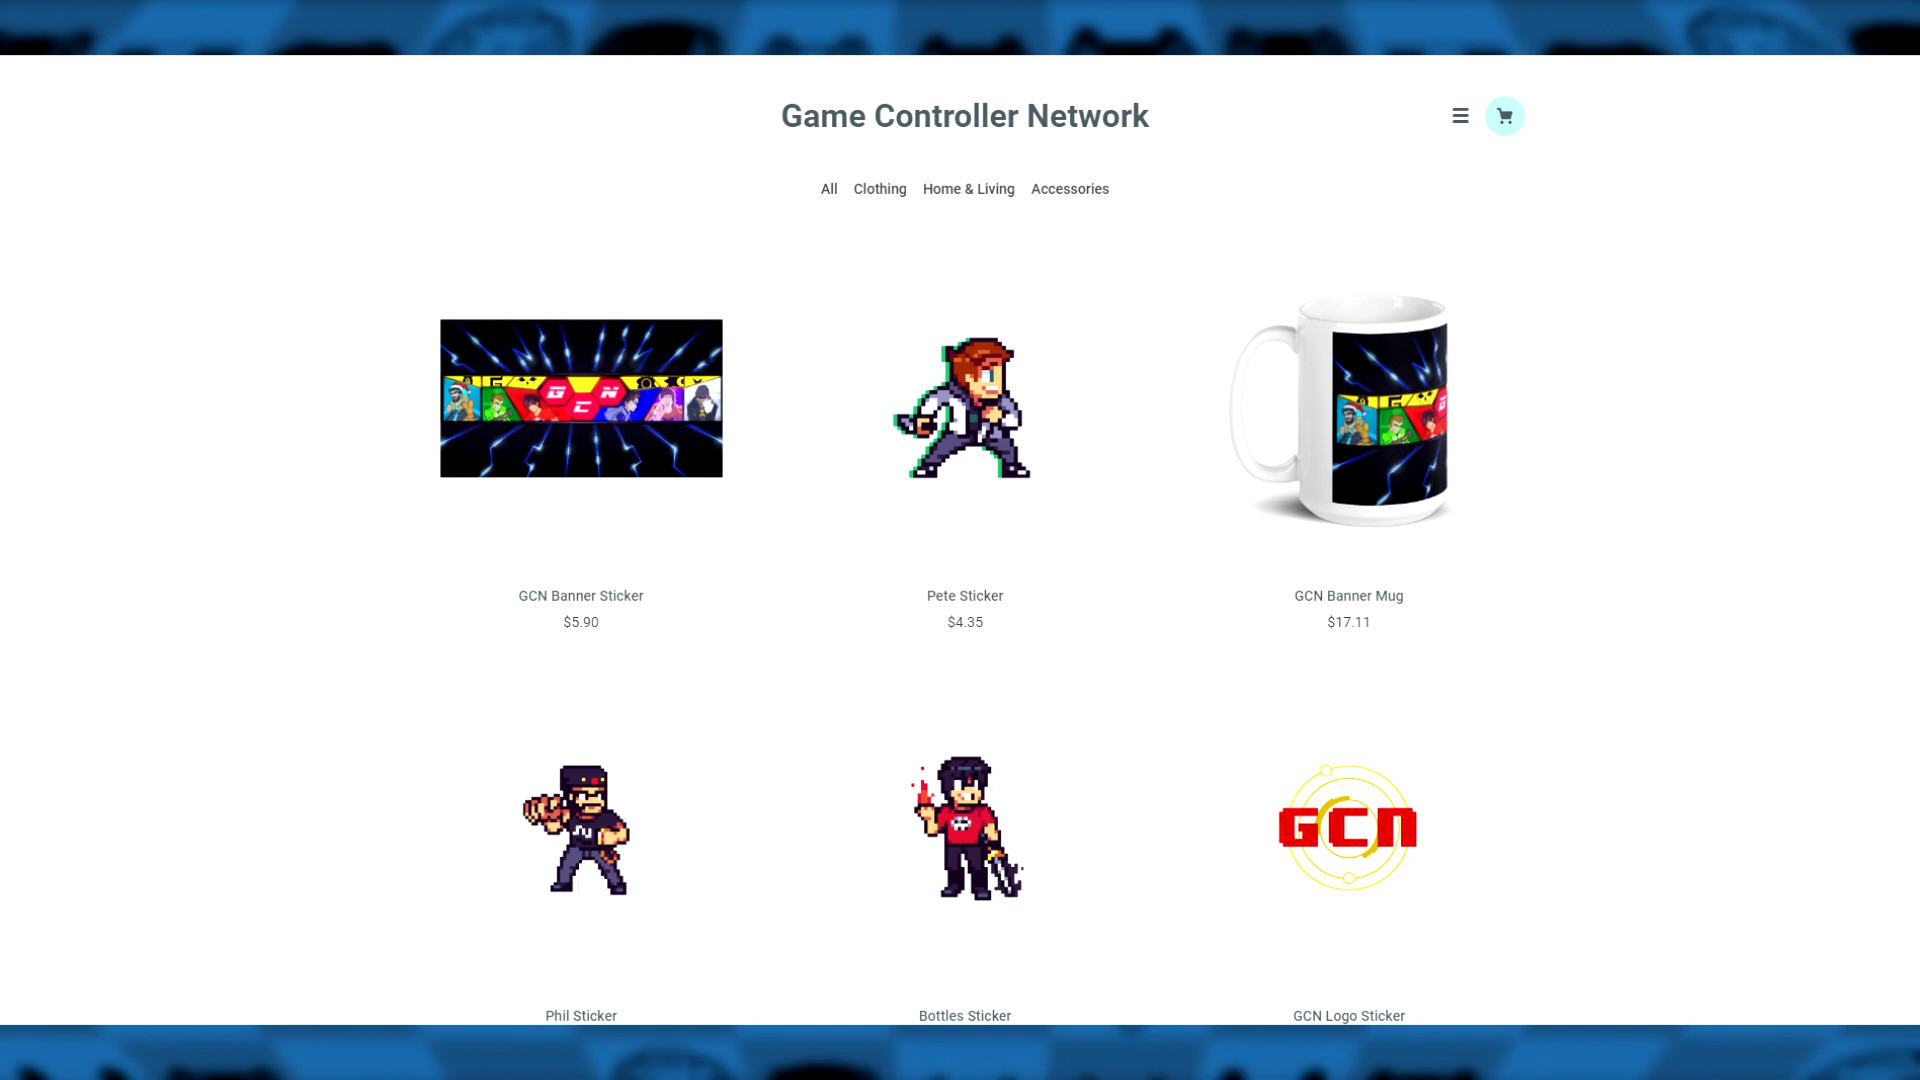 Game Controller Network
All Clothing Home & Living Accessories
G C N
G
GCN Banner Sticker
$5.90
Pete Sticker
$4.35
GCN Banner Mug
$17.11
GCN
Phil Sticker
Bottles Sticker
GCN Logo Sticker